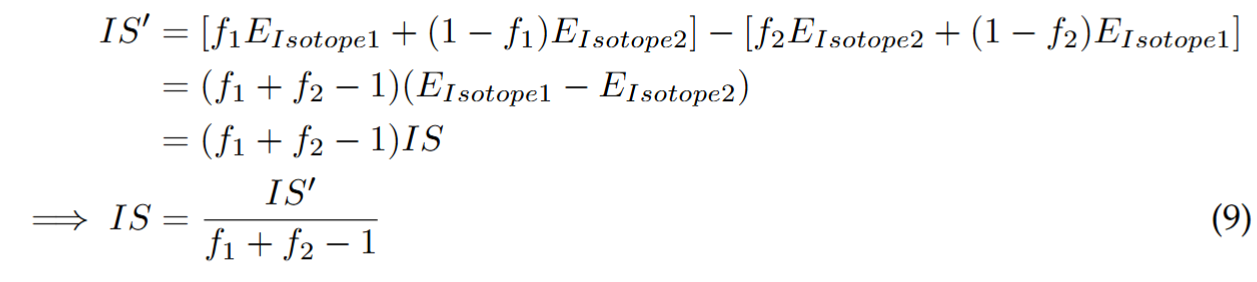 IS′ = [f₁E_{Isotope1} + (1 − f₁)E_{Isotope2}] − [f₂E_{Isotope2} + (1 − f₂)E_{Isotope1}]
= (f₁ + f₂ − 1)(E_{Isotope1} − E_{Isotope2})
= (f₁ + f₂ − 1)IS
⟹ IS = \frac{IS′}{f₁ + f₂ − 1} (9)